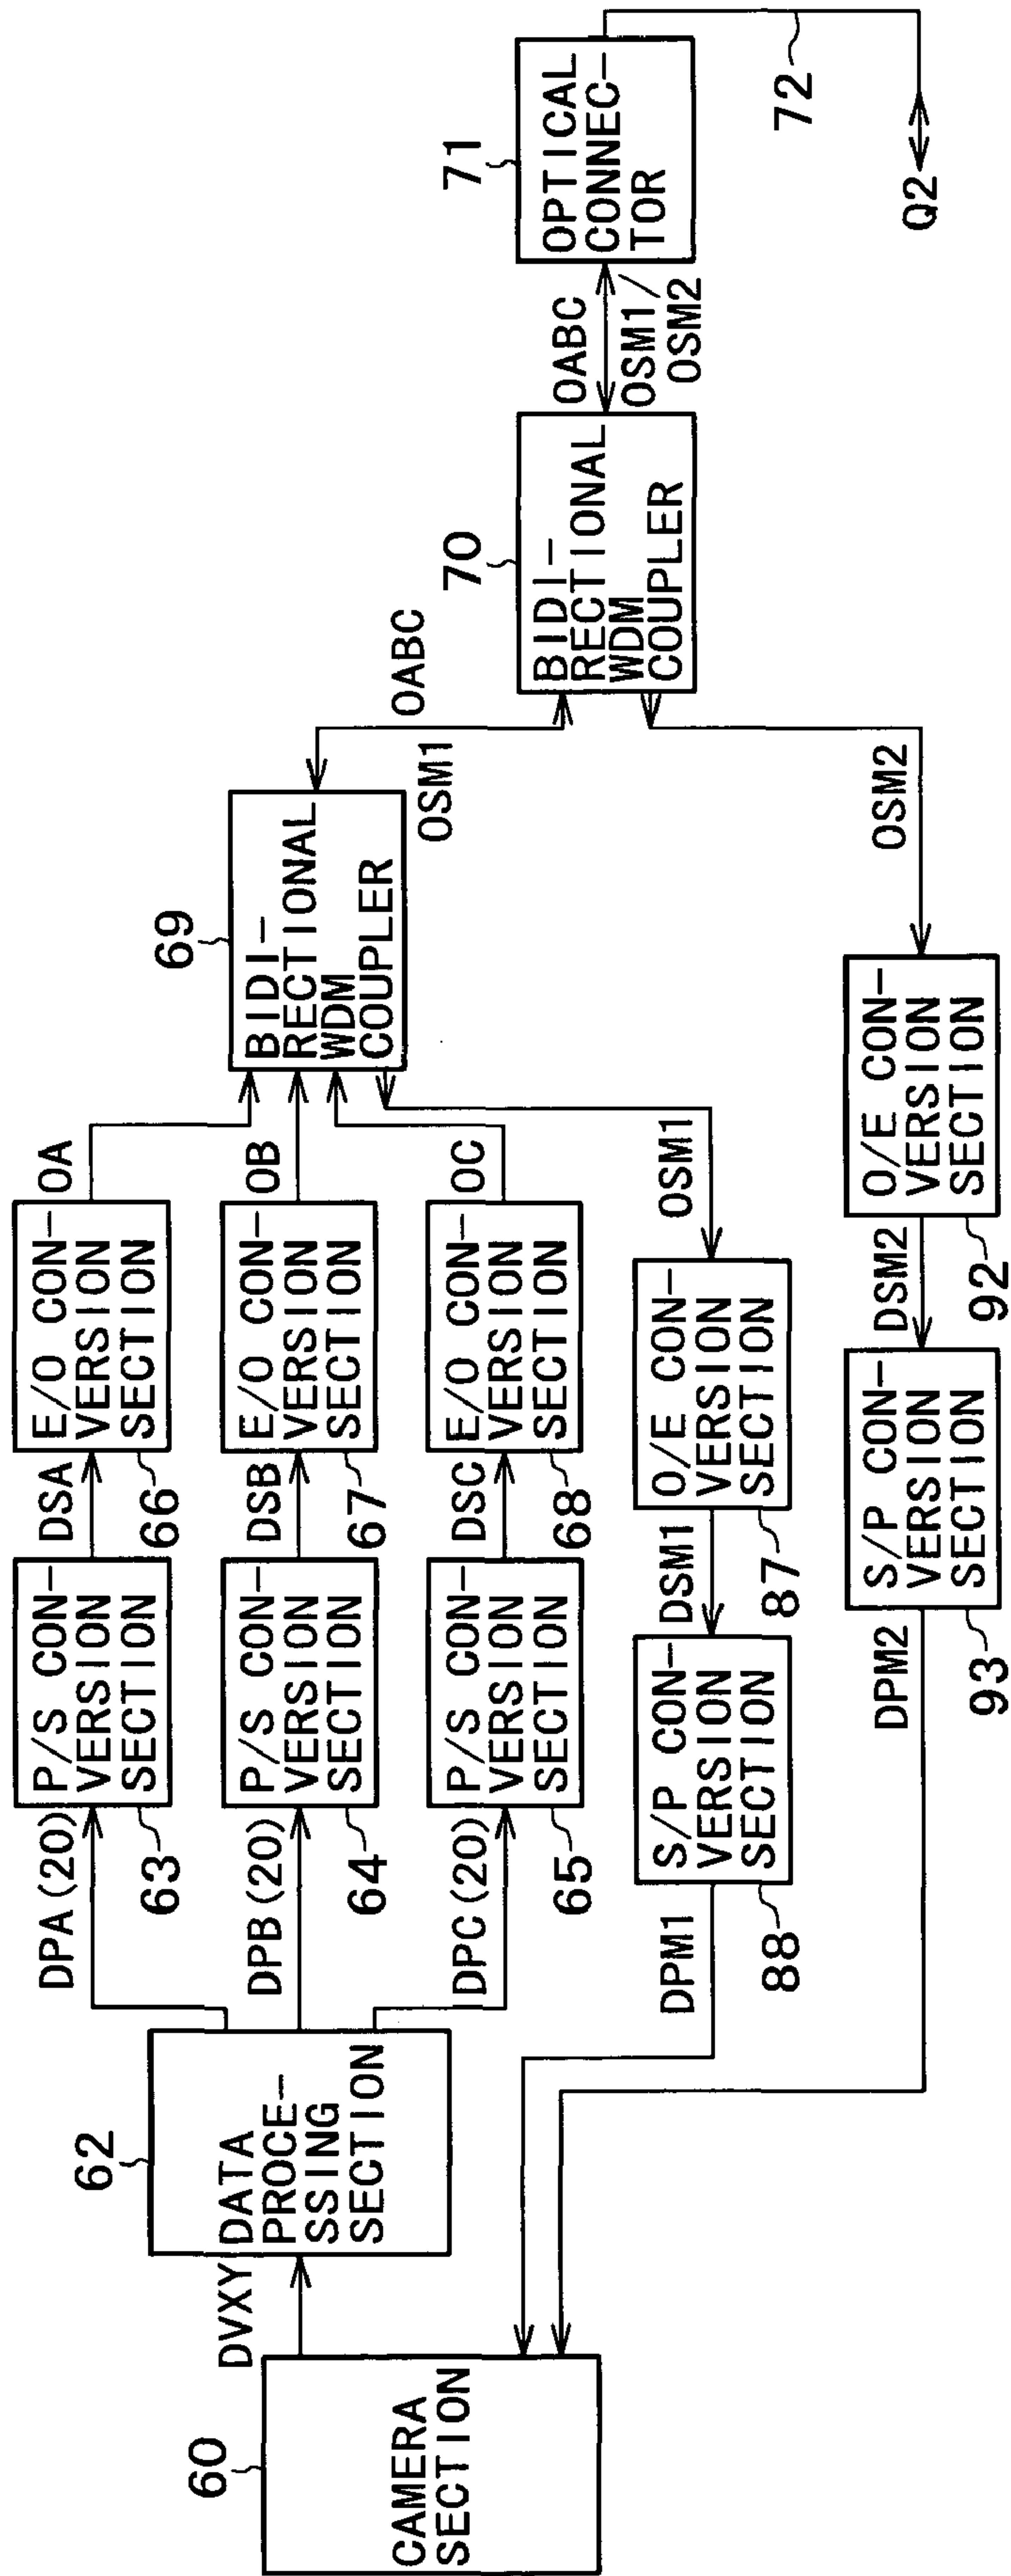 60
CAMERA
SECTION
DVXY
62
DATA
PROCE-
SSING
SECTION
DPA(20)
63
P/S CON-
VERSION
SECTION
DSA
66
E/O CON-
VERSION
SECTION
OA
DPB(20)
64
P/S CON-
VERSION
SECTION
DSB
67
E/O CON-
VERSION
SECTION
OB
DPC(20)
65
P/S CON-
VERSION
SECTION
DSC
68
E/O CON-
VERSION
SECTION
OC
69
BIDI-
RECTIONAL
WDM
COUPLER
OABC
OSM1
70
BIDI-
RECTIONAL
WDM
COUPLER
OABC
OSM1/
OSM2
71
OPTICAL
CONNEC-
TOR
72
Q2
DPM1
88
S/P CON-
VERSION
SECTION
DSM1
87
O/E CON-
VERSION
SECTION
OSM1
DPM2
93
S/P CON-
VERSION
SECTION
DSM2
92
O/E CON-
VERSION
SECTION
OSM2